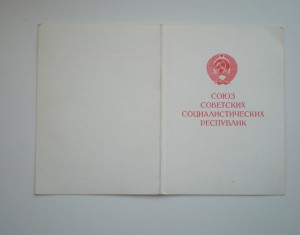 СОЮЗ
СОВЕТСКИХ
СОЦИАЛИСТИЧЕСКИХ
РЕСПУБЛИК